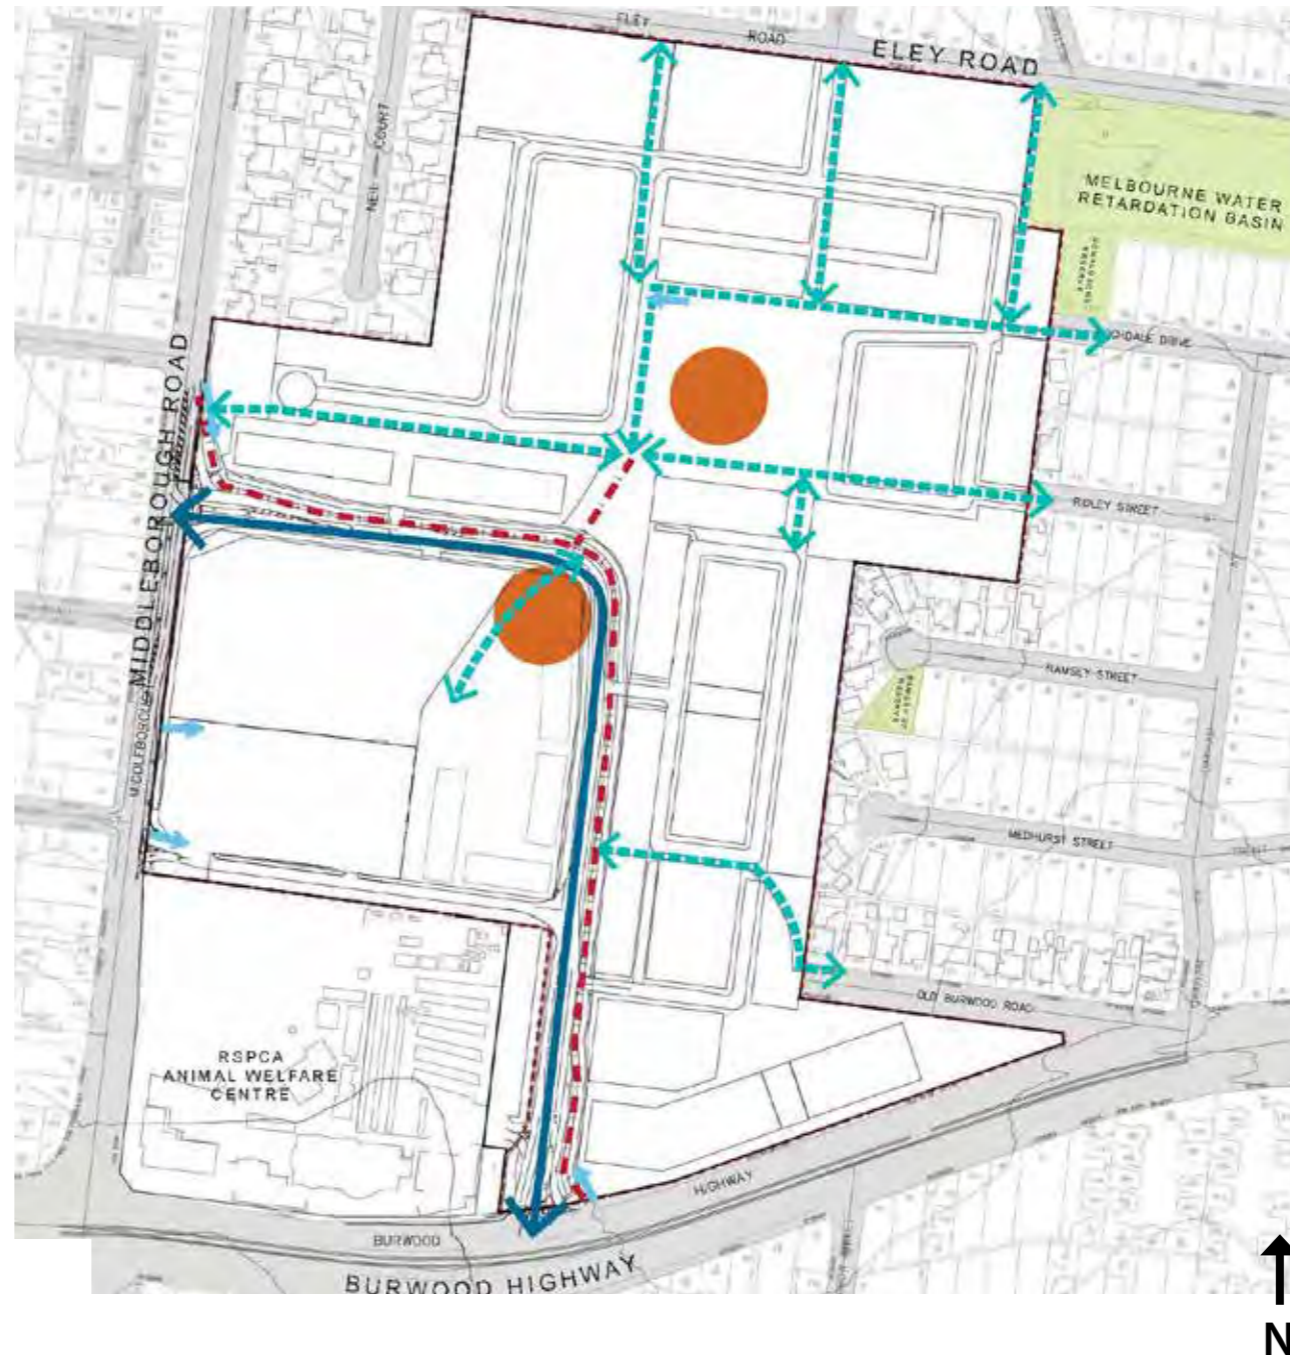 ELEY
ROAD
ELEY ROAD
NEIL COURT
MELBOURNE WATER
RETARDATION BASIN
MIDDLEBOROUGH ROAD
RIDLEY STREET
RAMSEY STREET
MIDDLEBOROUGH
MEDHURST STREET
OLD BURWOOD ROAD
RSPCA
ANIMAL WELFARE
CENTRE
HIGHWAY
BURWOOD
BURWOOD HIGHWAY
N